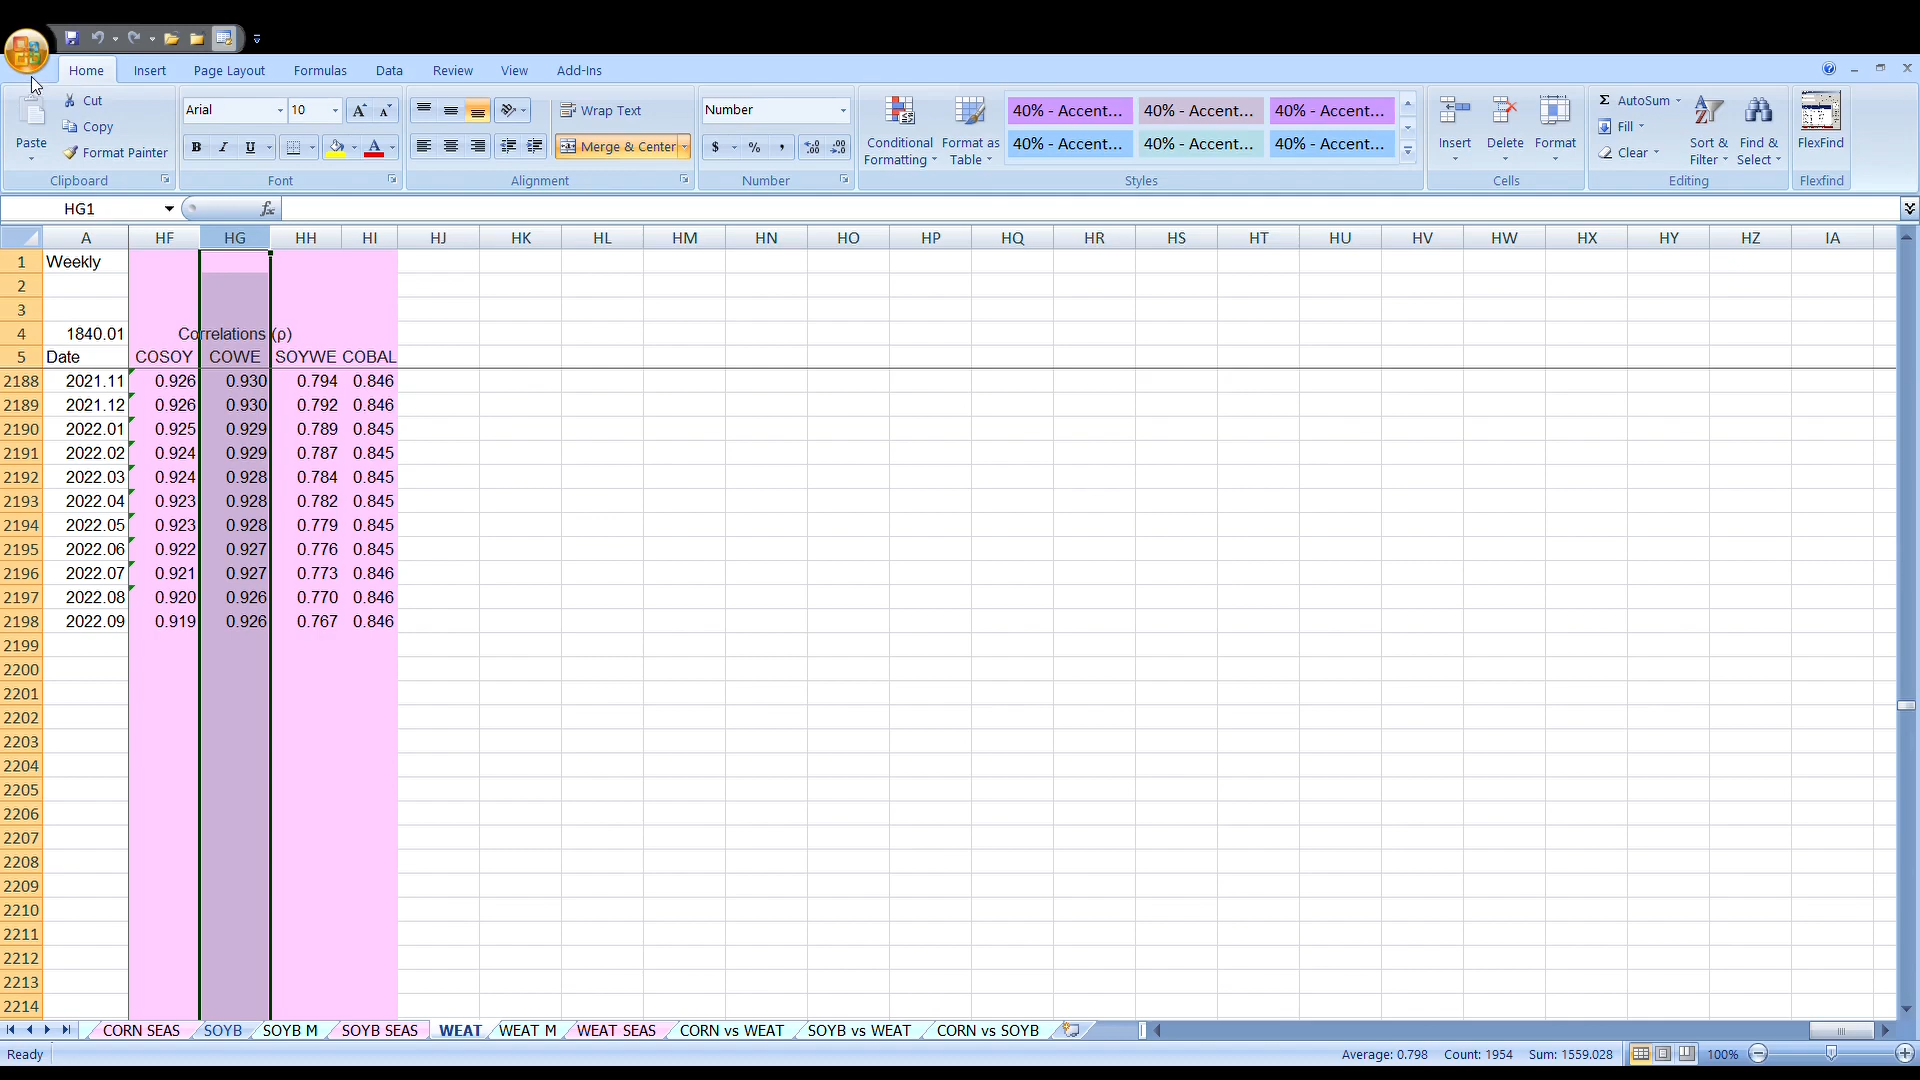 Home Insert Page Layout Formulas Data Review View Add-Ins
Paste Cut Copy Format Painter
Arial 10 A A
B I U A
Wrap Text
Merge & Center
Number
$ % ,
Conditional Formatting Format as Table
40% - Accent... 40% - Accent... 40% - Accent...
40% - Accent... 40% - Accent... 40% - Accent...
Insert Delete Format
Σ AutoSum Fill Clear
Sort & Filter Find & Select
FlexFind
Clipboard Font Alignment Number Styles Cells Editing Flexfind
HG1 fx
A HF HG HH HI HJ HK HL HM HN HO HP HQ HR HS HT HU HV HW HX HY HZ IA
1 Weekly
2
3
4 1840.01 Correlations (ρ)
5 Date COSOY COWE SOYWE COBAL
2188 2021.11 0.926 0.930 0.794 0.846
2189 2021.12 0.926 0.930 0.792 0.846
2190 2022.01 0.925 0.929 0.789 0.845
2191 2022.02 0.924 0.929 0.787 0.845
2192 2022.03 0.924 0.928 0.784 0.845
2193 2022.04 0.923 0.928 0.782 0.845
2194 2022.05 0.923 0.928 0.779 0.845
2195 2022.06 0.922 0.927 0.776 0.845
2196 2022.07 0.921 0.927 0.773 0.846
2197 2022.08 0.920 0.926 0.770 0.846
2198 2022.09 0.919 0.926 0.767 0.846
2199
2200
2201
2202
2203
2204
2205
2206
2207
2208
2209
2210
2211
2212
2213
2214
CORN SEAS SOYB SOYB M SOYB SEAS WEAT WEAT M WEAT SEAS CORN vs WEAT SOYB vs WEAT CORN vs SOYB
Ready Average: 0.798 Count: 1954 Sum: 1559.028 100%